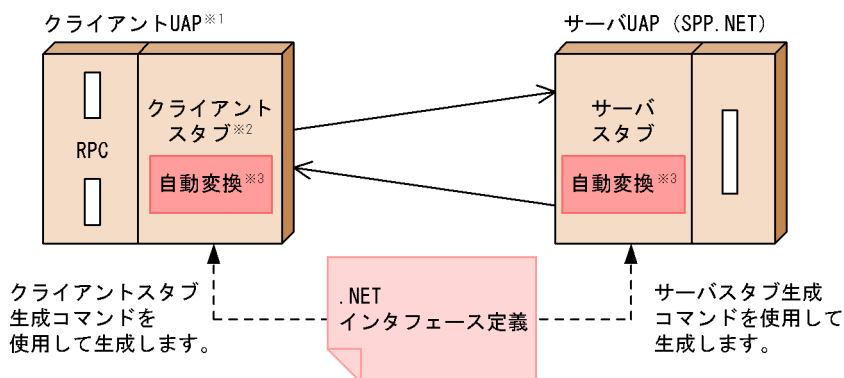 クライアントUAP※1
サーバUAP（SPP.NET）
RPC
クライアント
スタブ※2
自動変換※3
サーバ
スタブ
自動変換※3
クライアントスタブ
生成コマンドを
使用して生成します。
.NET
インタフェース定義
サーバスタブ生成
コマンドを使用して
生成します。